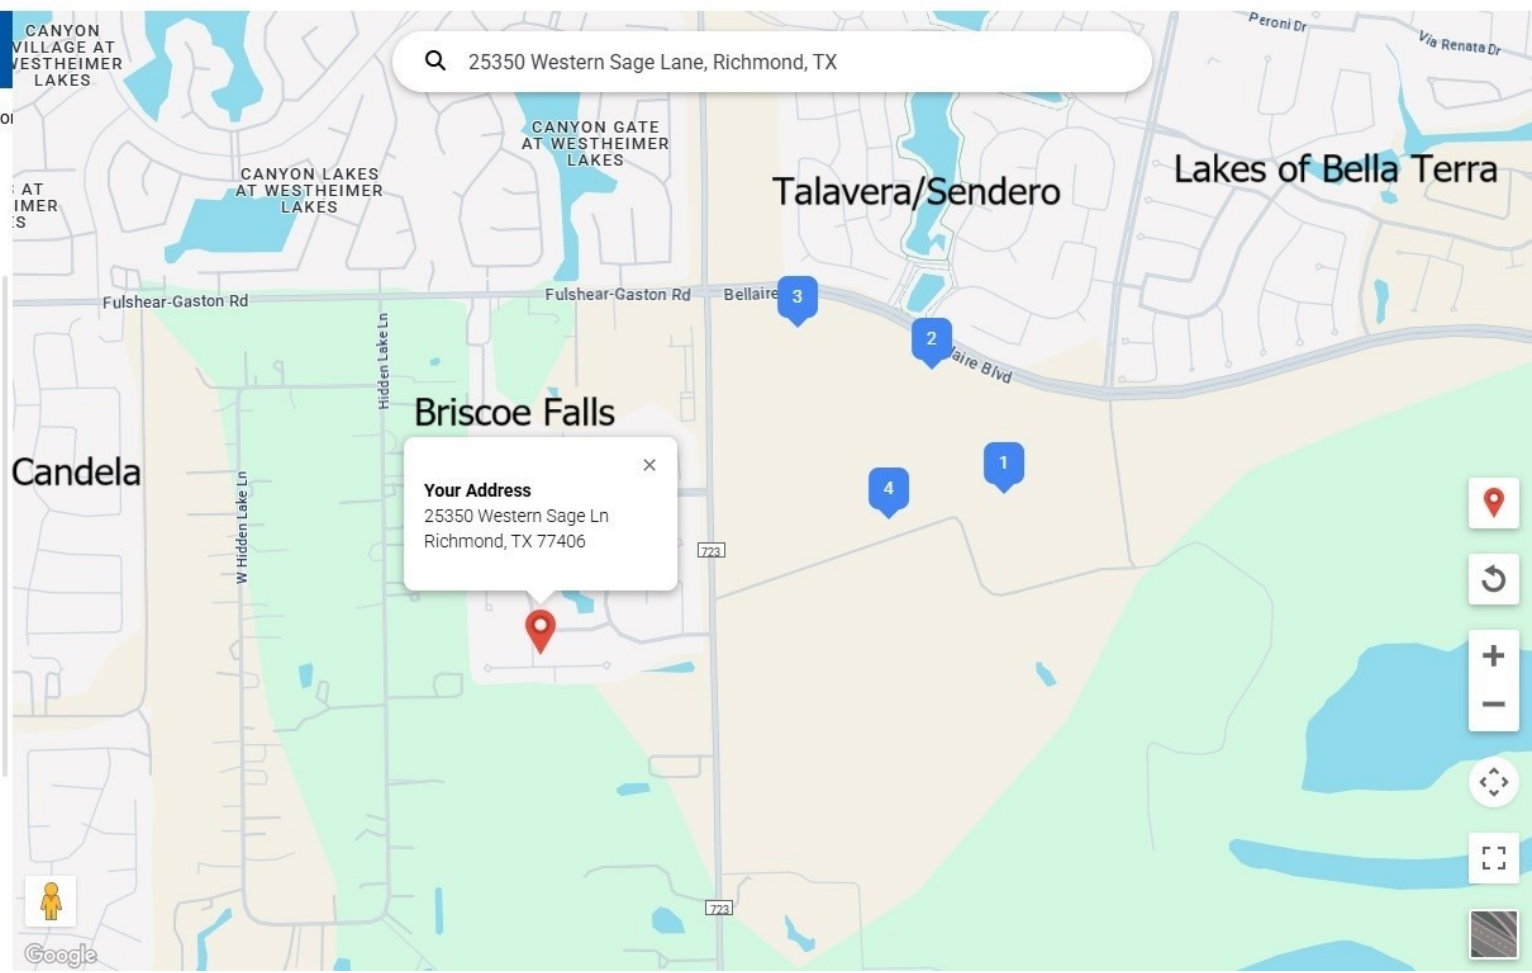 CANYON
VILLAGE AT
WESTHEIMER
LAKES
25350 Western Sage Lane, Richmond, TX
Peroni Dr
Via Renata Dr
CANYON GATE
AT WESTHEIMER
LAKES
CANYON LAKES
AT WESTHEIMER
LAKES
AT
IMER
Talavera/Sendero
Lakes of Bella Terra
Fulshear-Gaston Rd
Fulshear-Gaston Rd
Bellaire
3
2
laire Blvd
Hidden Lake Ln
Briscoe Falls
Candela
W Hidden Lake Ln
Your Address
25350 Western Sage Ln
Richmond, TX 77406
1
4
723
723
Google